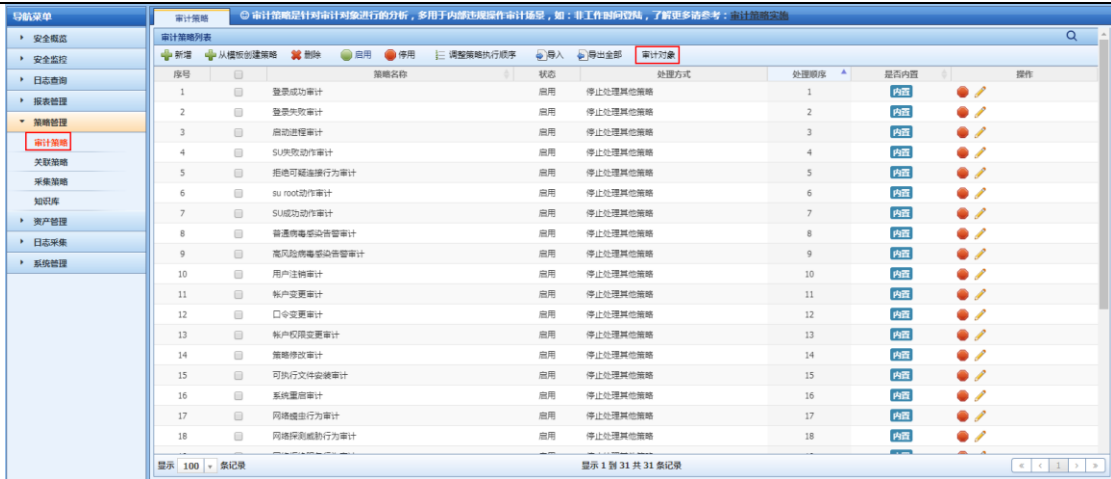 导航菜单
审计策略 审计策略是针对审计对象进行的分析，多用于内部违规操作审计场景，如：非工作时间登陆，了解更多请参考：审计策略实施
安全概览
安全监控
日志查询
报表管理
策略管理
审计策略
关联策略
采集策略
知识库
资产管理
日志采集
系统管理
审计策略列表
新增 从模板创建策略 删除 启用 停用 调整策略执行顺序 导入 导出全部 审计对象
序号 策略名称 状态 处理方式 处理顺序 是否内置 操作
1 登录成功审计 启用 停止处理其他策略 1 内置
2 登录失败审计 启用 停止处理其他策略 2 内置
3 启动进程审计 启用 停止处理其他策略 3 内置
4 SU失败动作审计 启用 停止处理其他策略 4 内置
5 拒绝可疑连接行为审计 启用 停止处理其他策略 5 内置
6 su root动作审计 启用 停止处理其他策略 6 内置
7 SU成功动作审计 启用 停止处理其他策略 7 内置
8 普通病毒感染告警审计 启用 停止处理其他策略 8 内置
9 高风险病毒感染告警审计 启用 停止处理其他策略 9 内置
10 用户注销审计 启用 停止处理其他策略 10 内置
11 帐户变更审计 启用 停止处理其他策略 11 内置
12 口令变更审计 启用 停止处理其他策略 12 内置
13 帐户权限变更审计 启用 停止处理其他策略 13 内置
14 策略修改审计 启用 停止处理其他策略 14 内置
15 可执行文件安装审计 启用 停止处理其他策略 15 内置
16 系统重启审计 启用 停止处理其他策略 16 内置
17 网络蠕虫行为审计 启用 停止处理其他策略 17 内置
18 网络探测威胁行为审计 启用 停止处理其他策略 18 内置
显示 100 条记录 显示 1 到 31 共 31 条记录 1